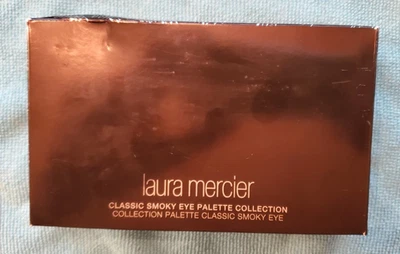 laura mercier
CLASSIC SMOKY EYE PALETTE COLLECTION
COLLECTION PALETTE CLASSIC SMOKY EYE